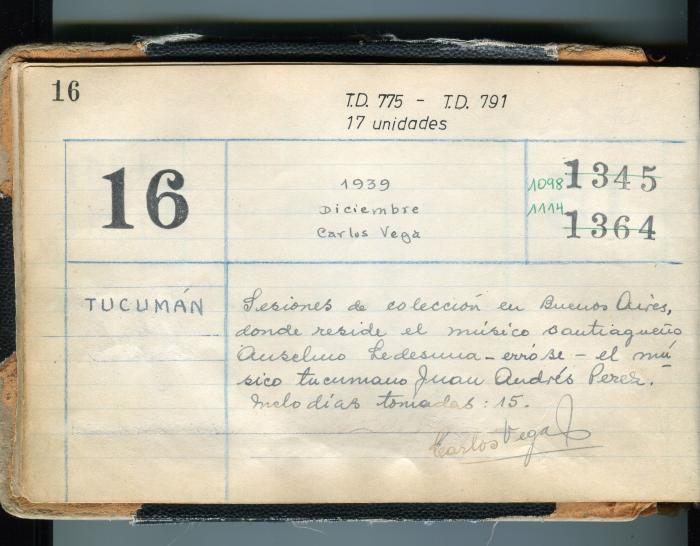 16
T.D. 775 - T.D. 791
17 unidades
16
1939
Diciembre
Carlos Vega
1098 1345
1114 1364
TUCUMÁN
Sesiones de colección en Buenos Aires,
donde reside el músico santiagueño
Anselmo Ledesma - erróse - el mú
sico tucumano Juan Andrés Perez.
Melodías tomadas: 15.
Carlos Vega